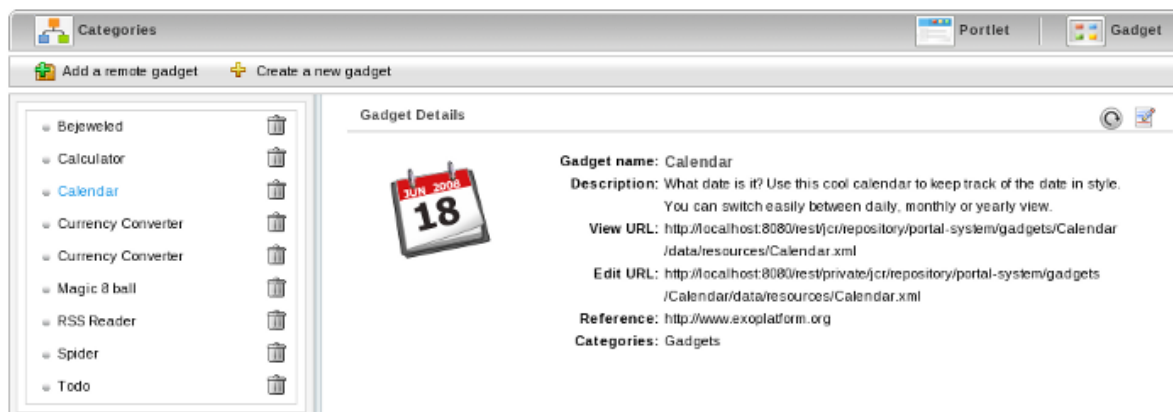 Categories
Portlet
Gadget
Add a remote gadget
Create a new gadget
Bejeweled
Calculator
Calendar
Currency Converter
Currency Converter
Magic 8 ball
RSS Reader
Spider
Todo
Gadget Details
JUN 2008
18
Gadget name: Calendar
Description: What date is it? Use this cool calendar to keep track of the date in style.
You can switch easily between daily, monthly or yearly view.
View URL: http://localhost:8080/rest/jcr/repository/portal-system/gadgets/Calendar
/data/resources/Calendar.xml
Edit URL: http://localhost:8080/rest/private/jcr/repository/portal-system/gadgets
/Calendar/data/resources/Calendar.xml
Reference: http://www.exoplatform.org
Categories: Gadgets